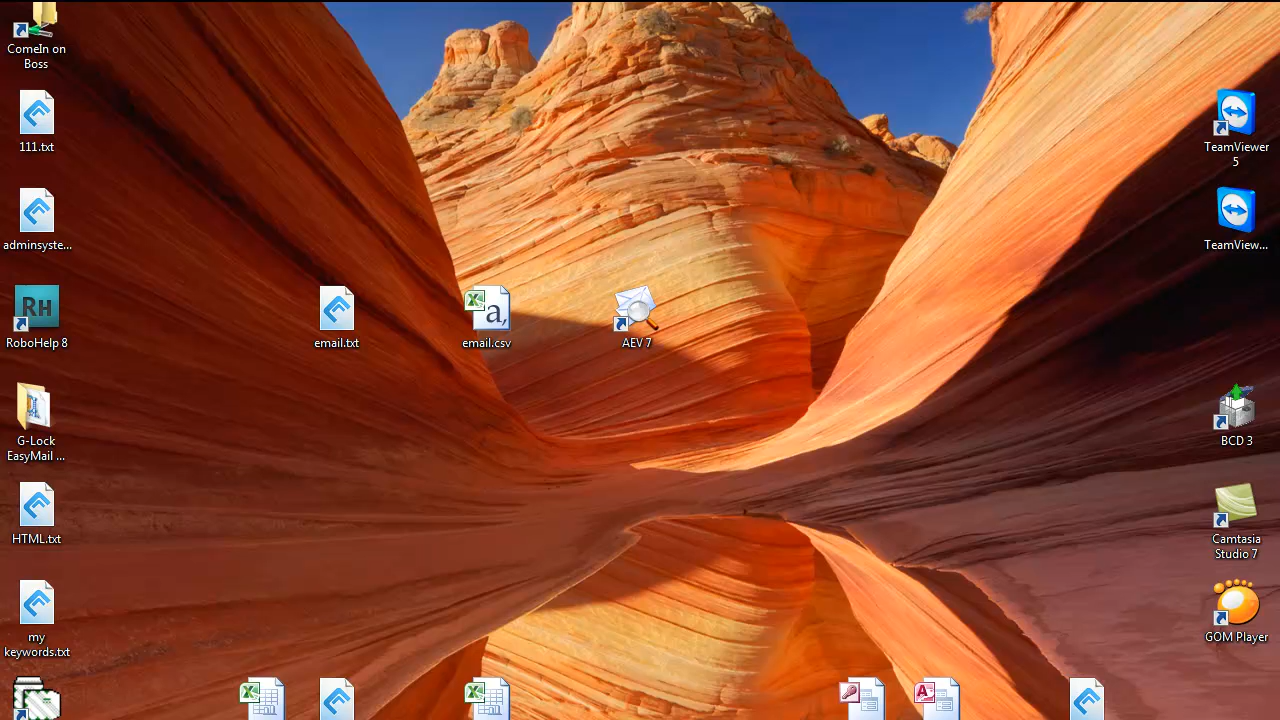 ComeIn on
Boss
111.txt
TeamViewer
5
adminsyste...
TeamView...
RoboHelp 8
email.txt
email.csv
AEV 7
G-Lock
EasyMail ...
BCD 3
HTML.txt
Camtasia
Studio 7
my
keywords.txt
GOM Player